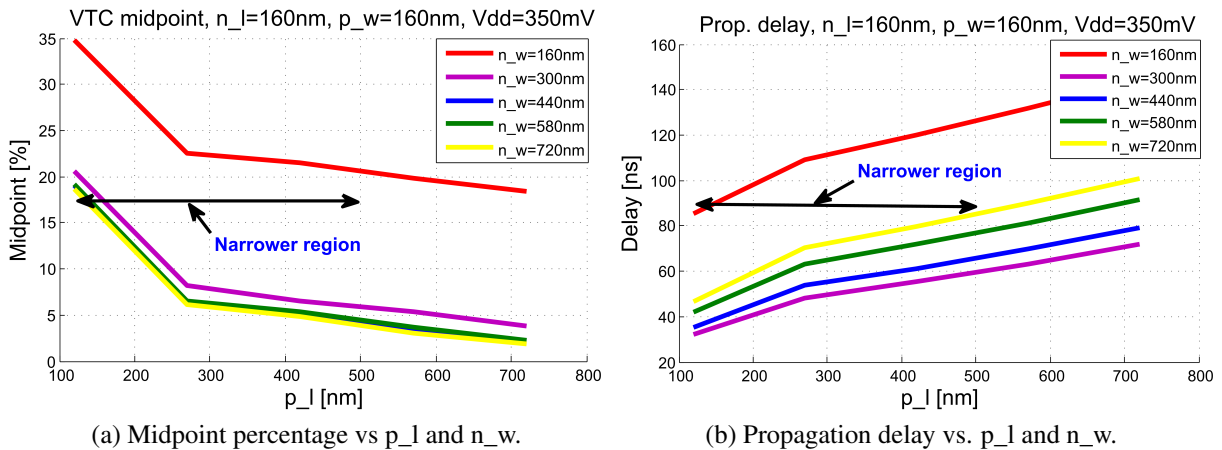 VTC midpoint, n_l=160nm, p_w=160nm, Vdd=350mV
35
30
25
20
15
10
5
0
Midpoint [%]
n_w=160nm
n_w=300nm
n_w=440nm
n_w=580nm
n_w=720nm
Narrower region
100 200 300 400 500 600 700 800
p_l [nm]
(a) Midpoint percentage vs p_l and n_w.
Prop. delay, n_l=160nm, p_w=160nm, Vdd=350mV
160
140
120
100
80
60
40
20
Delay [ns]
n_w=160nm
n_w=300nm
n_w=440nm
n_w=580nm
n_w=720nm
Narrower region
100 200 300 400 500 600 700 800
p_l [nm]
(b) Propagation delay vs. p_l and n_w.